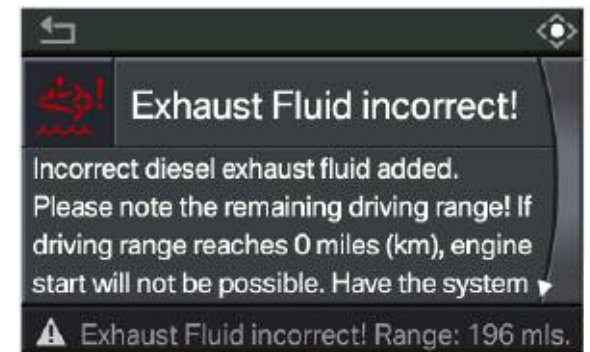 Exhaust Fluid incorrect!
Incorrect diesel exhaust fluid added.
Please note the remaining driving range! If
driving range reaches 0 miles (km), engine
start will not be possible. Have the system
Exhaust Fluid incorrect! Range: 196 mls.